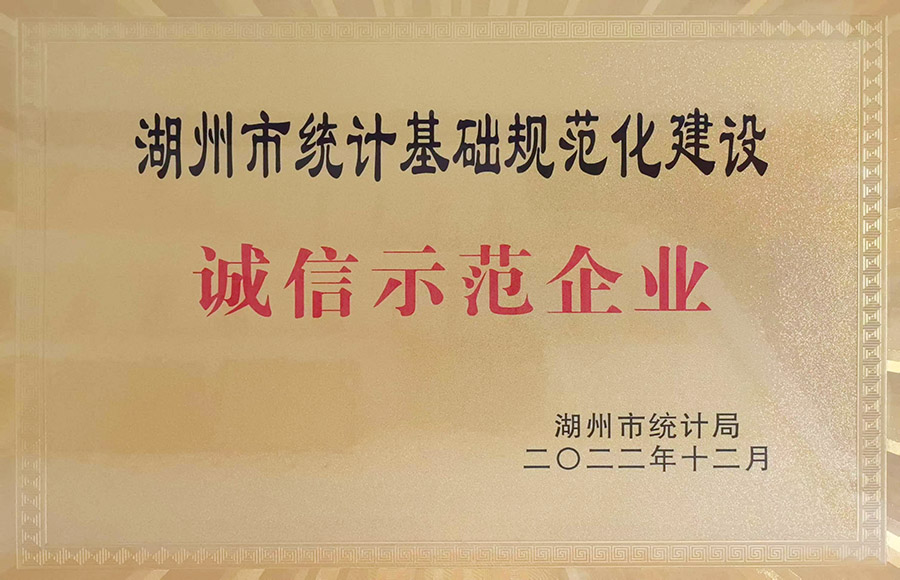 湖州市统计基础规范化建设
诚信示范企业
湖州市统计局
二〇二二年十二月